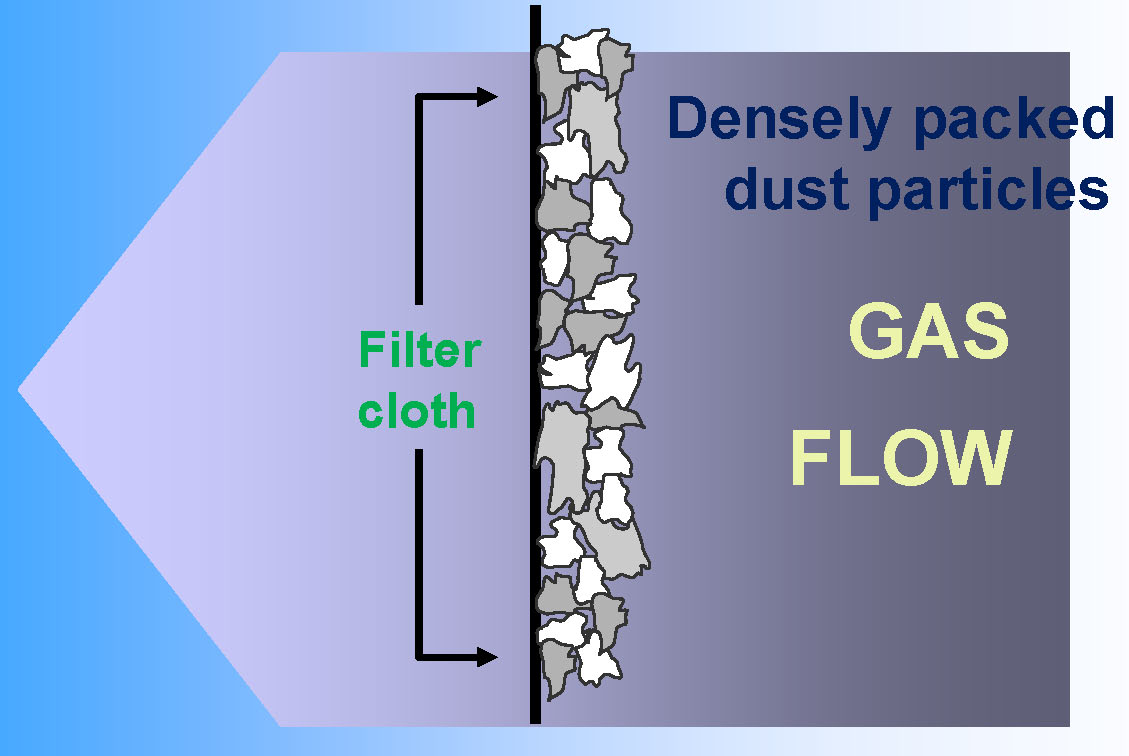 Densely packed
dust particles
Filter
cloth
GAS
FLOW